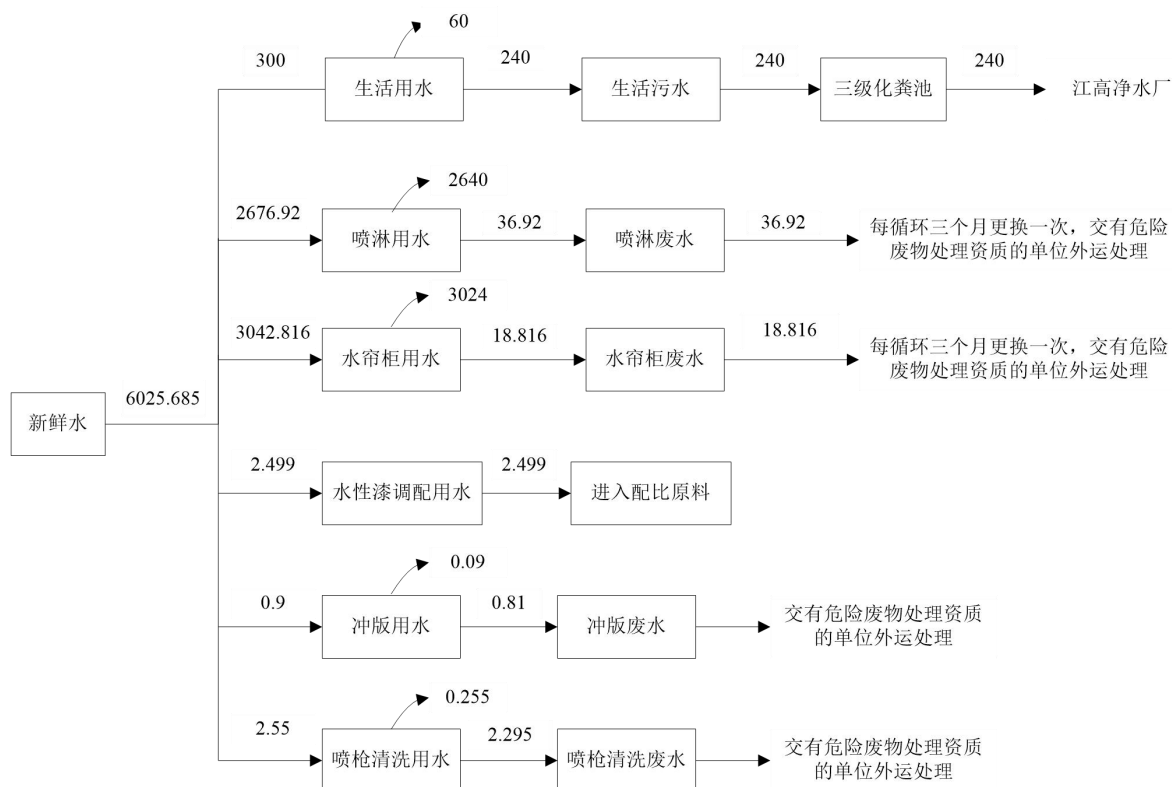 60
300
生活用水
240
生活污水
240
三级化粪池
240
江高净水厂
2640
2676.92
喷淋用水
36.92
喷淋废水
36.92
每循环三个月更换一次，交有危险
废物处理资质的单位外运处理
3024
3042.816
水帘柜用水
18.816
水帘柜废水
18.816
每循环三个月更换一次，交有危险
废物处理资质的单位外运处理
新鲜水
6025.685
2.499
水性漆调配用水
2.499
进入配比原料
0.09
0.9
冲版用水
0.81
冲版废水
交有危险废物处理资质
的单位外运处理
0.255
2.55
喷枪清洗用水
2.295
喷枪清洗废水
交有危险废物处理资质
的单位外运处理